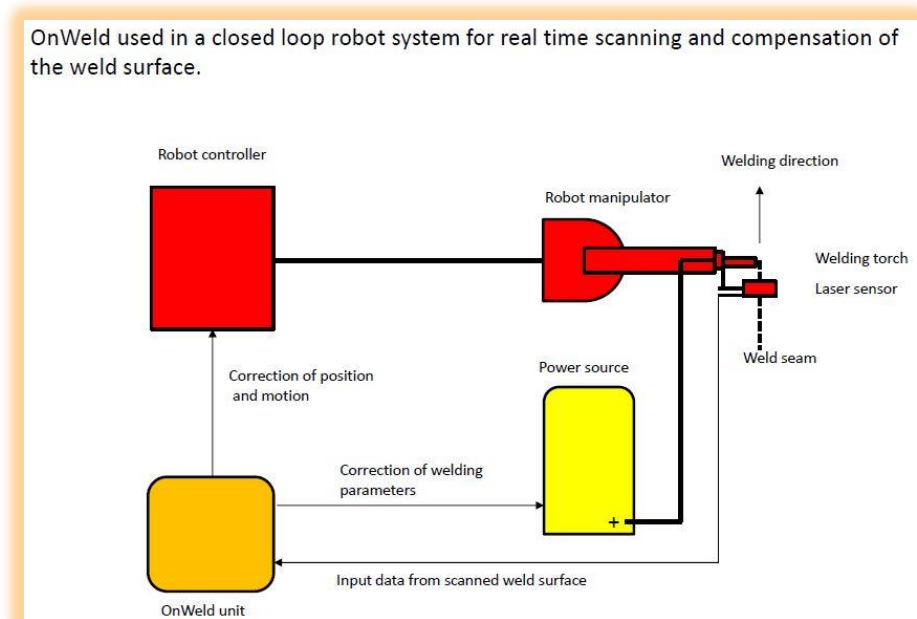 OnWeld used in a closed loop robot system for real time scanning and compensation of
the weld surface.
Robot controller
Welding direction
Robot manipulator
Welding torch
Laser sensor
Weld seam
Power source
Correction of position
and motion
Correction of welding
parameters
+
Input data from scanned weld surface
OnWeld unit